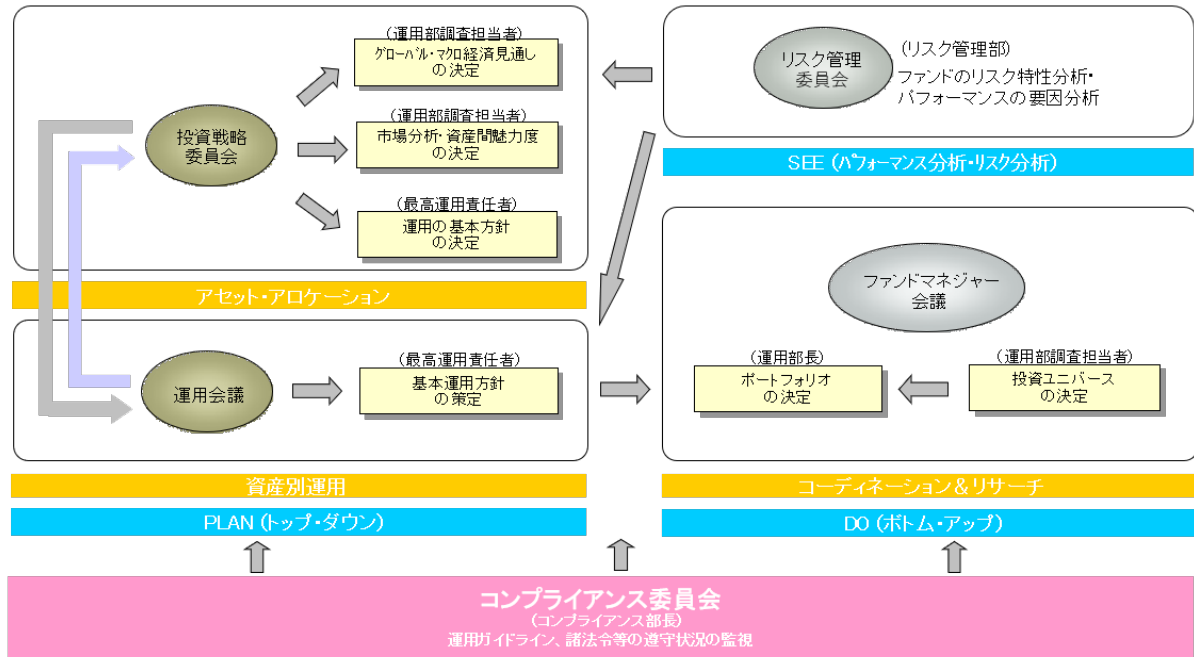 (運用部調査担当者)
グローバル・マクロ経済見通し
の決定
投資戦略
委員会
(運用部調査担当者)
市場分析・資産間魅力度
の決定
(最高運用責任者)
運用の基本方針
の決定
アセット・アロケーション
リスク管理
委員会
(リスク管理部)
ファンドのリスク特性分析・
パフォーマンスの要因分析
SEE (パフォーマンス分析・リスク分析)
運用会議
(最高運用責任者)
基本運用方針
の策定
資産別運用
PLAN (トップ・ダウン)
ファンドマネジャー
会議
(運用部長)
ポートフォリオ
の決定
(運用部調査担当者)
投資ユニバース
の決定
コーディネーション&リサーチ
DO (ボトム・アップ)
コンプライアンス委員会
(コンプライアンス部長)
運用ガイドライン、諸法令等の遵守状況の監視